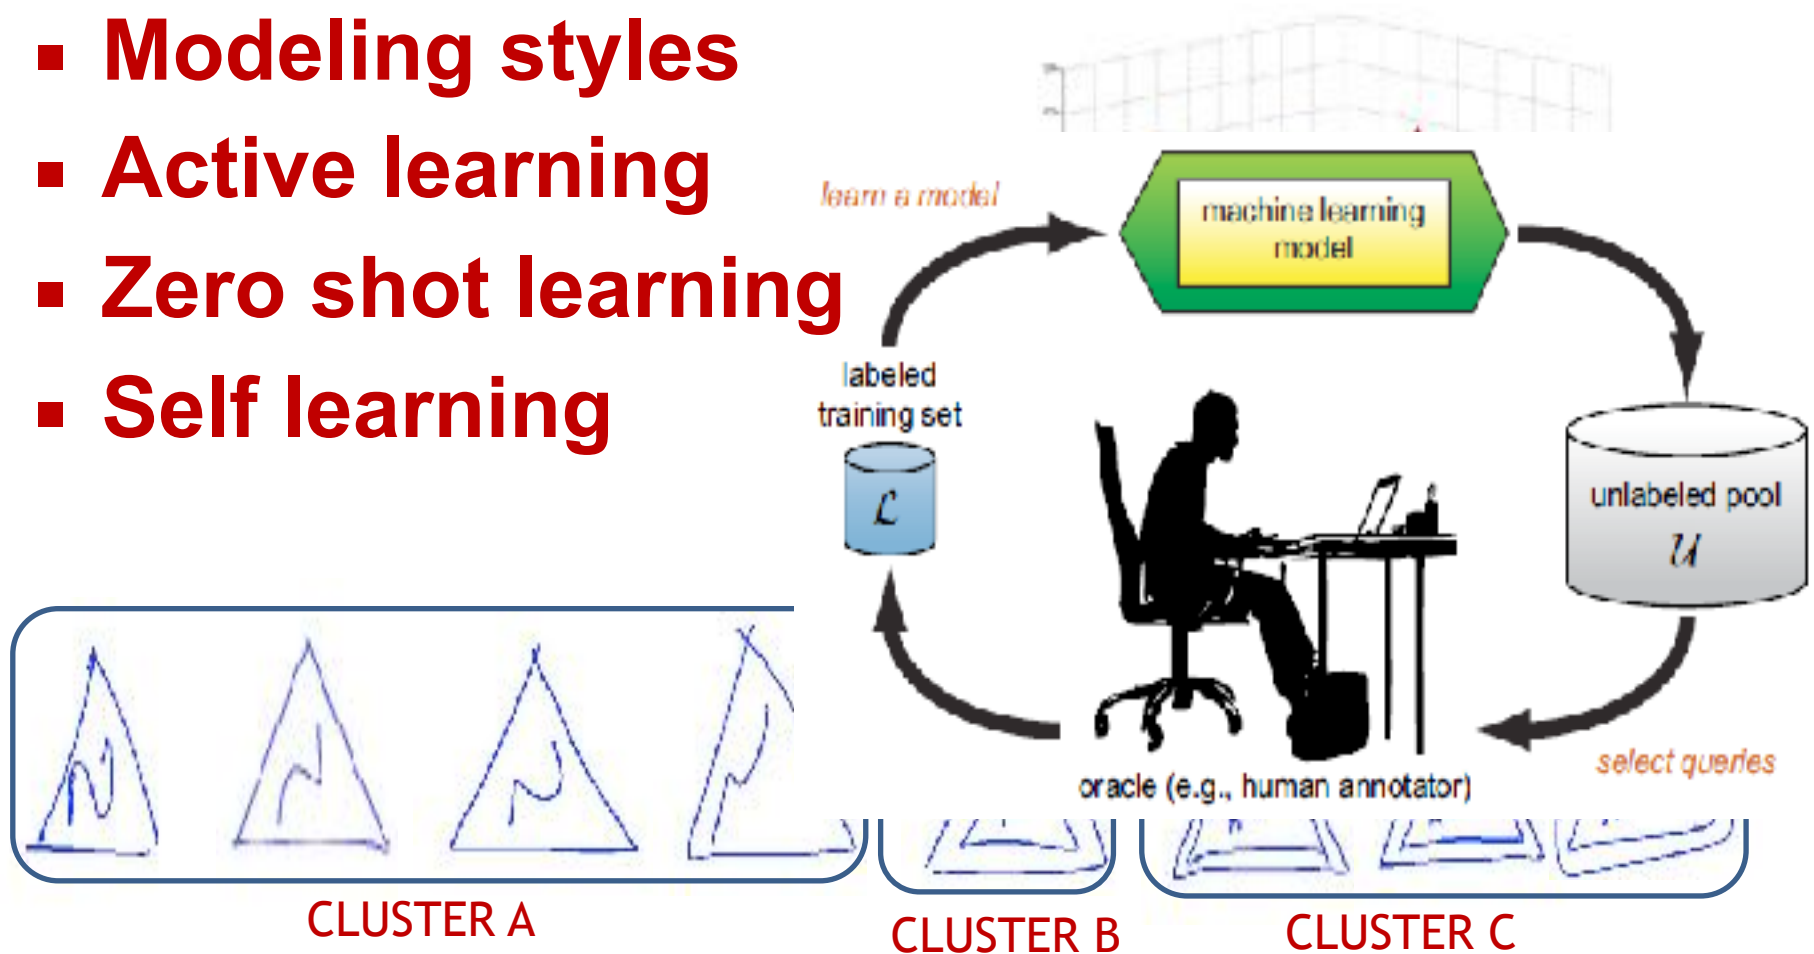 Modeling styles
Active learning
Zero shot learning
Self learning
learn a model
machine learning
model
labeled
training set
L
unlabeled pool
U
select queries
oracle (e.g., human annotator)
CLUSTER A
CLUSTER B
CLUSTER C